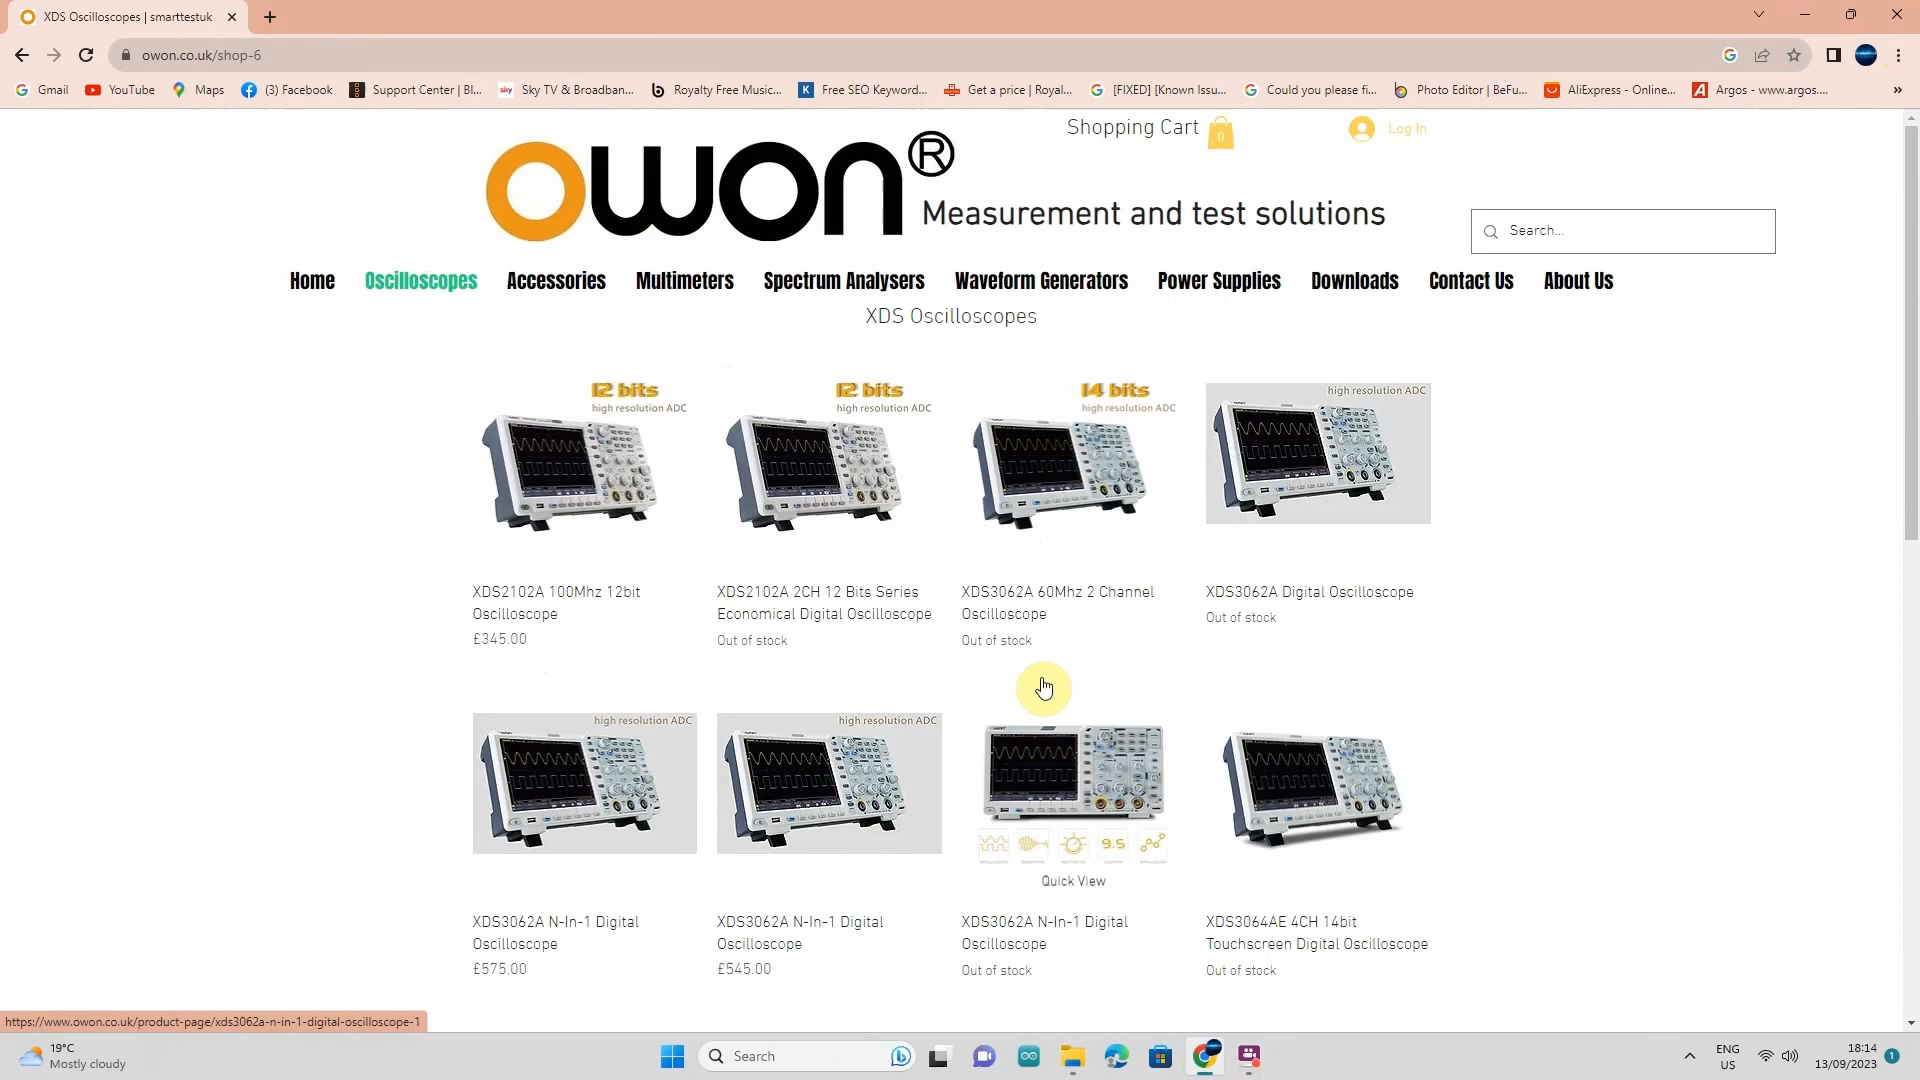 XDS Oscilloscopes | smarttestuk
owon.co.uk/shop-6
Gmail
YouTube
Maps
(3) Facebook
Support Center | Bl...
Sky TV & Broadban...
Royalty Free Music...
Free SEO Keyword...
Get a price | Royal...
[FIXED] [Known Issu...
Could you please fi...
Photo Editor | BeFu...
AliExpress - Online...
Argos - www.argos....
»
Shopping Cart 0
Log In
owon®
Measurement and test solutions
Search...
Home Oscilloscopes Accessories Multimeters Spectrum Analysers Waveform Generators Power Supplies Downloads Contact Us About Us
XDS Oscilloscopes
12 bits
high resolution ADC
12 bits
high resolution ADC
14 bits
high resolution ADC
high resolution ADC
XDS2102A 100Mhz 12bit
Oscilloscope
£345.00
XDS2102A 2CH 12 Bits Series
Economical Digital Oscilloscope
Out of stock
XDS3062A 60Mhz 2 Channel
Oscilloscope
Out of stock
XDS3062A Digital Oscilloscope
Out of stock
high resolution ADC
high resolution ADC
9.5
Quick View
XDS3062A N-In-1 Digital
Oscilloscope
£575.00
XDS3062A N-In-1 Digital
Oscilloscope
£545.00
XDS3062A N-In-1 Digital
Oscilloscope
Out of stock
XDS3064AE 4CH 14bit
Touchscreen Digital Oscilloscope
Out of stock
https://www.owon.co.uk/product-page/xds3062a-n-in-1-digital-oscilloscope-1
19°C
Mostly cloudy
Search
ENG
US
18:14
13/09/2023
1